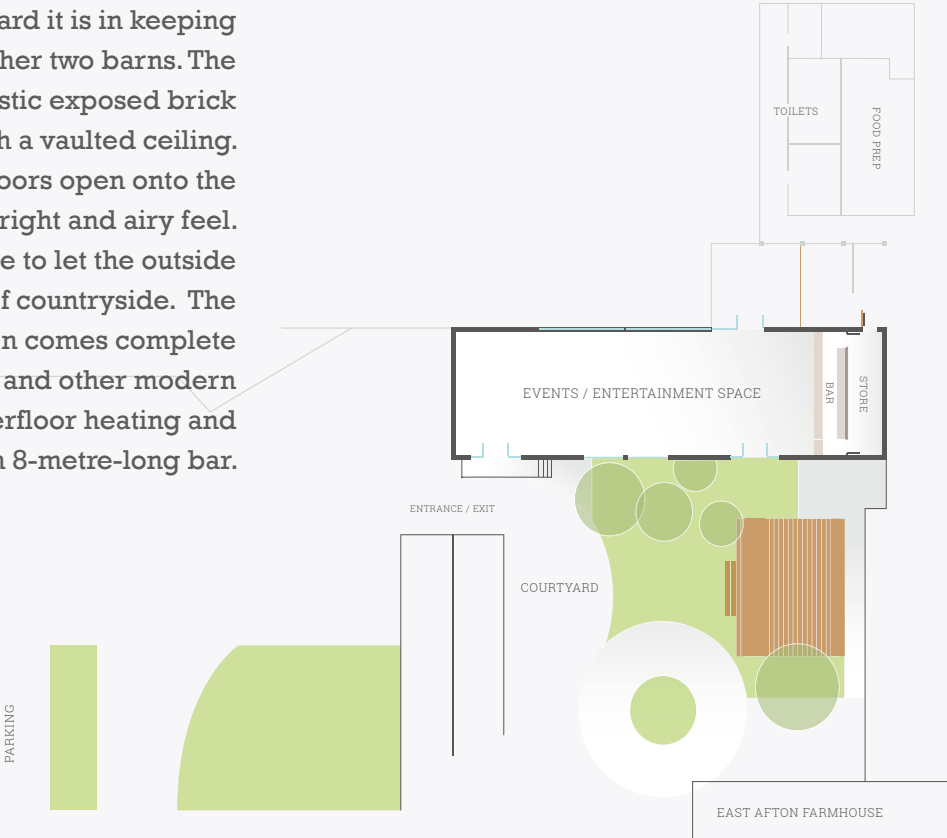 ard it is in keeping
her two barns. The
stic exposed brick
h a vaulted ceiling.
oors open onto the
right and airy feel.
e to let the outside
f countryside. The
n comes complete
and other modern
erfloor heating and
n 8-metre-long bar.
TOILETS
FOOD PREP
EVENTS / ENTERTAINMENT SPACE
BAR
STORE
ENTRANCE / EXIT
COURTYARD
PARKING
EAST AFTON FARMHOUSE